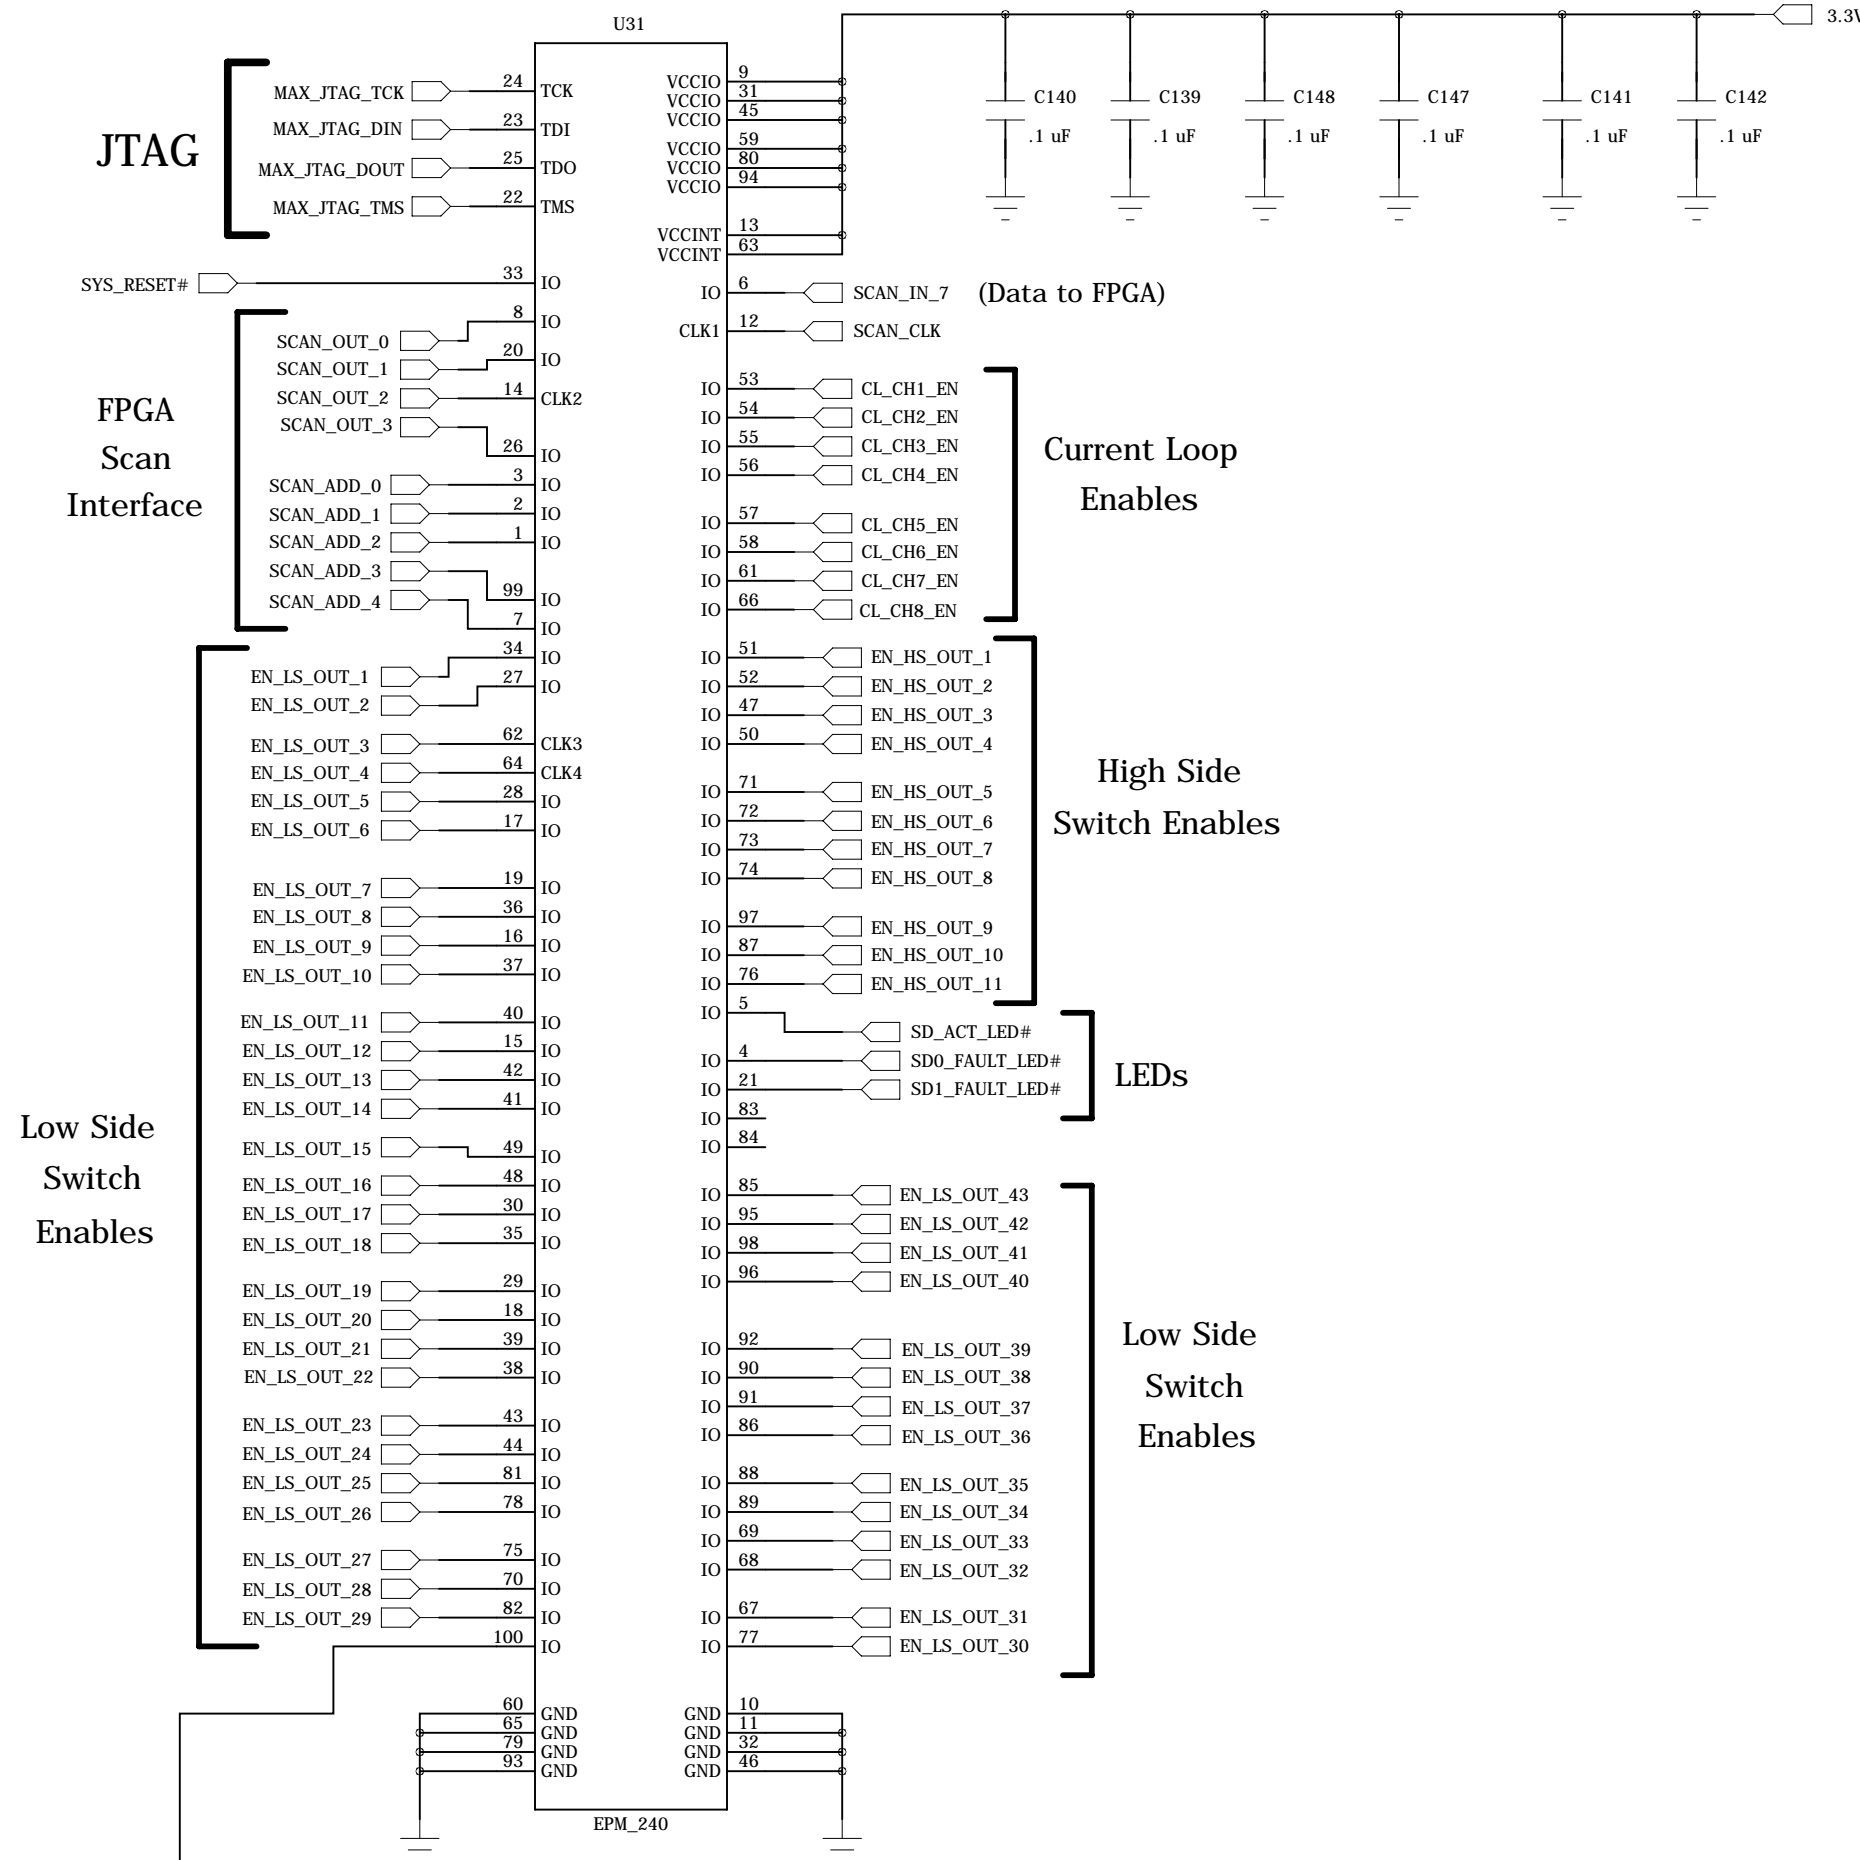 U31
3.3V
JTAG
MAX_JTAG_TCK 24 TCK
MAX_JTAG_DIN 23 TDI
MAX_JTAG_DOUT 25 TDO
MAX_JTAG_TMS 22 TMS
SYS_RESET# 33 IO
FPGA
Scan
Interface
SCAN_OUT_0 8 IO
SCAN_OUT_1 20 IO
SCAN_OUT_2 14 CLK2
SCAN_OUT_3 26 IO
SCAN_ADD_0 3 IO
SCAN_ADD_1 2 IO
SCAN_ADD_2 1 IO
SCAN_ADD_3 99 IO
SCAN_ADD_4 7 IO
Low Side
Switch
Enables
EN_LS_OUT_1 34 IO
EN_LS_OUT_2 27 IO
EN_LS_OUT_3 62 CLK3
EN_LS_OUT_4 64 CLK4
EN_LS_OUT_5 28 IO
EN_LS_OUT_6 17 IO
EN_LS_OUT_7 19 IO
EN_LS_OUT_8 36 IO
EN_LS_OUT_9 16 IO
EN_LS_OUT_10 37 IO
EN_LS_OUT_11 40 IO
EN_LS_OUT_12 15 IO
EN_LS_OUT_13 42 IO
EN_LS_OUT_14 41 IO
EN_LS_OUT_15 49 IO
EN_LS_OUT_16 48 IO
EN_LS_OUT_17 30 IO
EN_LS_OUT_18 35 IO
EN_LS_OUT_19 29 IO
EN_LS_OUT_20 18 IO
EN_LS_OUT_21 39 IO
EN_LS_OUT_22 38 IO
EN_LS_OUT_23 43 IO
EN_LS_OUT_24 44 IO
EN_LS_OUT_25 81 IO
EN_LS_OUT_26 78 IO
EN_LS_OUT_27 75 IO
EN_LS_OUT_28 70 IO
EN_LS_OUT_29 82 IO
100 IO
60 GND
65 GND
79 GND
93 GND
VCCIO 9
VCCIO 31
VCCIO 45
VCCIO 59
VCCIO 80
VCCIO 94
VCCINT 13
VCCINT 63
C140 C139 C148 C147 C141 C142
.1 uF .1 uF .1 uF .1 uF .1 uF .1 uF
IO 6 SCAN_IN_7 (Data to FPGA)
CLK1 12 SCAN_CLK
IO 53 CL_CH1_EN
IO 54 CL_CH2_EN
IO 55 CL_CH3_EN
IO 56 CL_CH4_EN
IO 57 CL_CH5_EN
IO 58 CL_CH6_EN
IO 61 CL_CH7_EN
IO 66 CL_CH8_EN
Current Loop
Enables
IO 51 EN_HS_OUT_1
IO 52 EN_HS_OUT_2
IO 47 EN_HS_OUT_3
IO 50 EN_HS_OUT_4
IO 71 EN_HS_OUT_5
IO 72 EN_HS_OUT_6
IO 73 EN_HS_OUT_7
IO 74 EN_HS_OUT_8
IO 97 EN_HS_OUT_9
IO 87 EN_HS_OUT_10
IO 76 EN_HS_OUT_11
High Side
Switch Enables
IO 5 SD_ACT_LED#
IO 4 SD0_FAULT_LED#
IO 21 SD1_FAULT_LED#
IO 83
IO 84
LEDs
IO 85 EN_LS_OUT_43
IO 95 EN_LS_OUT_42
IO 98 EN_LS_OUT_41
IO 96 EN_LS_OUT_40
IO 92 EN_LS_OUT_39
IO 90 EN_LS_OUT_38
IO 91 EN_LS_OUT_37
IO 86 EN_LS_OUT_36
IO 88 EN_LS_OUT_35
IO 89 EN_LS_OUT_34
IO 69 EN_LS_OUT_33
IO 68 EN_LS_OUT_32
IO 67 EN_LS_OUT_31
IO 77 EN_LS_OUT_30
Low Side
Switch
Enables
GND 10
GND 11
GND 32
GND 46
EPM_240